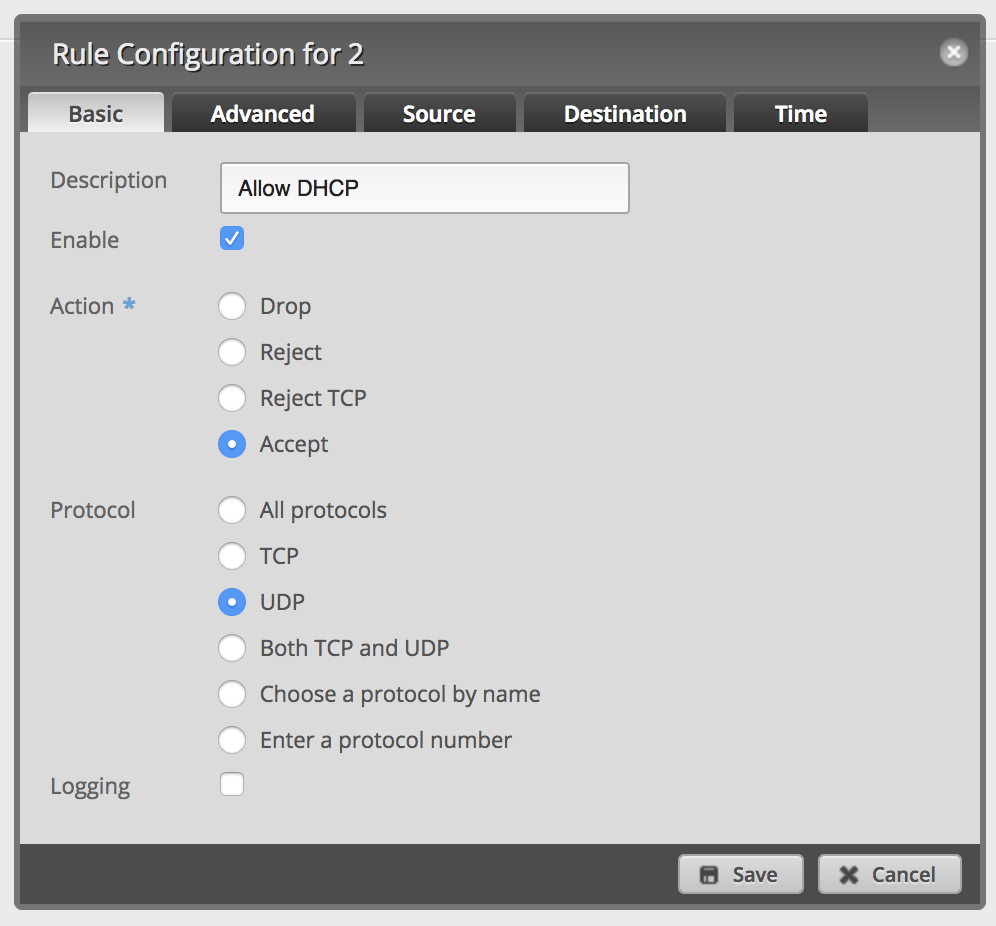 Rule Configuration for 2
Basic Advanced Source Destination Time
Description Allow DHCP
Enable
Action * Drop
Reject
Reject TCP
Accept
Protocol All protocols
TCP
UDP
Both TCP and UDP
Choose a protocol by name
Enter a protocol number
Logging
Save Cancel